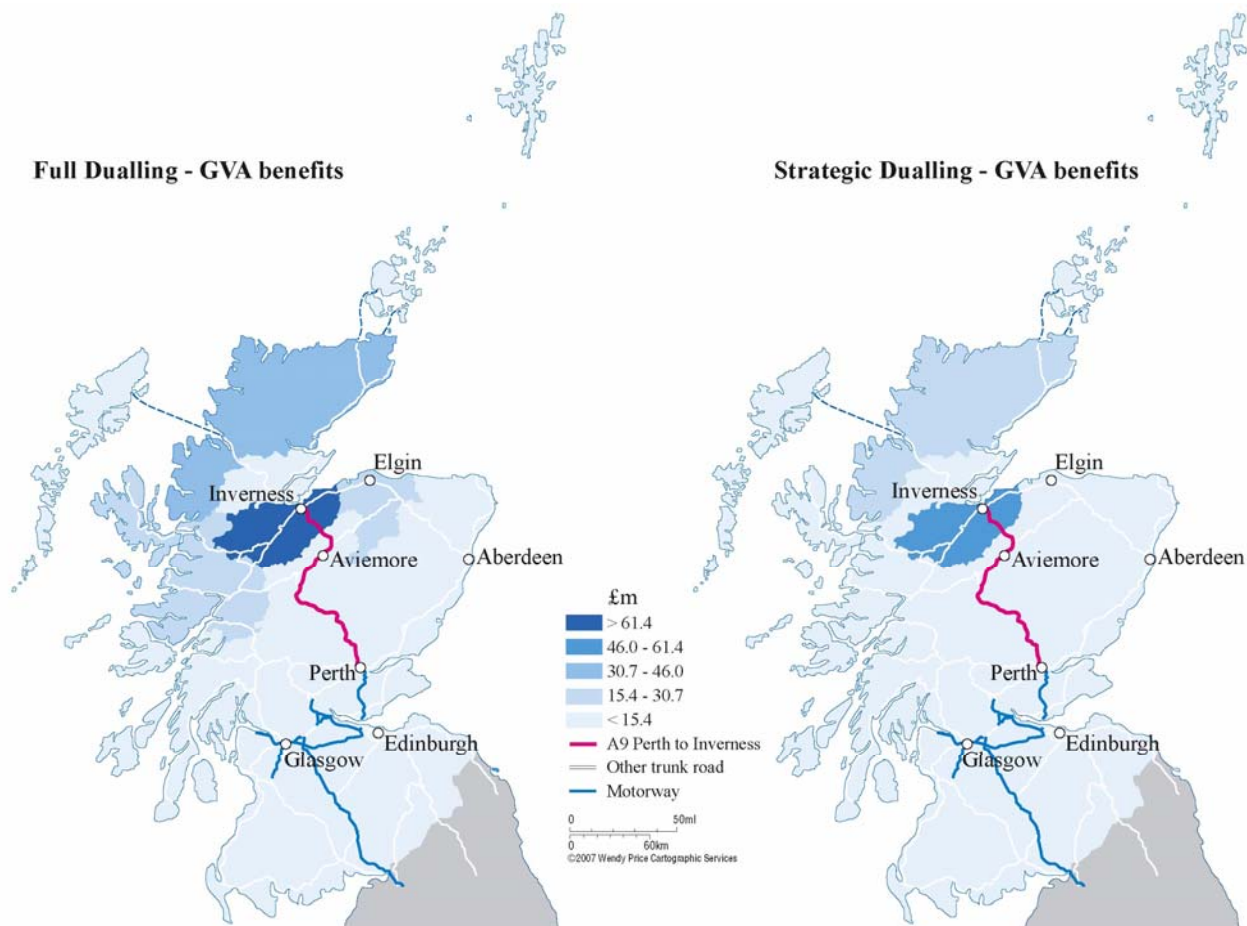 Full Dualling - GVA benefits
Strategic Dualling - GVA benefits
Elgin
Inverness
Aviemore
Aberdeen
Perth
Edinburgh
Glasgow
£m
> 61.4
46.0 - 61.4
30.7 - 46.0
15.4 - 30.7
< 15.4
A9 Perth to Inverness
Other trunk road
Motorway
0 50ml
0 60km
©2007 Wendy Price Cartographic Services
Elgin
Inverness
Aviemore
Aberdeen
Perth
Edinburgh
Glasgow